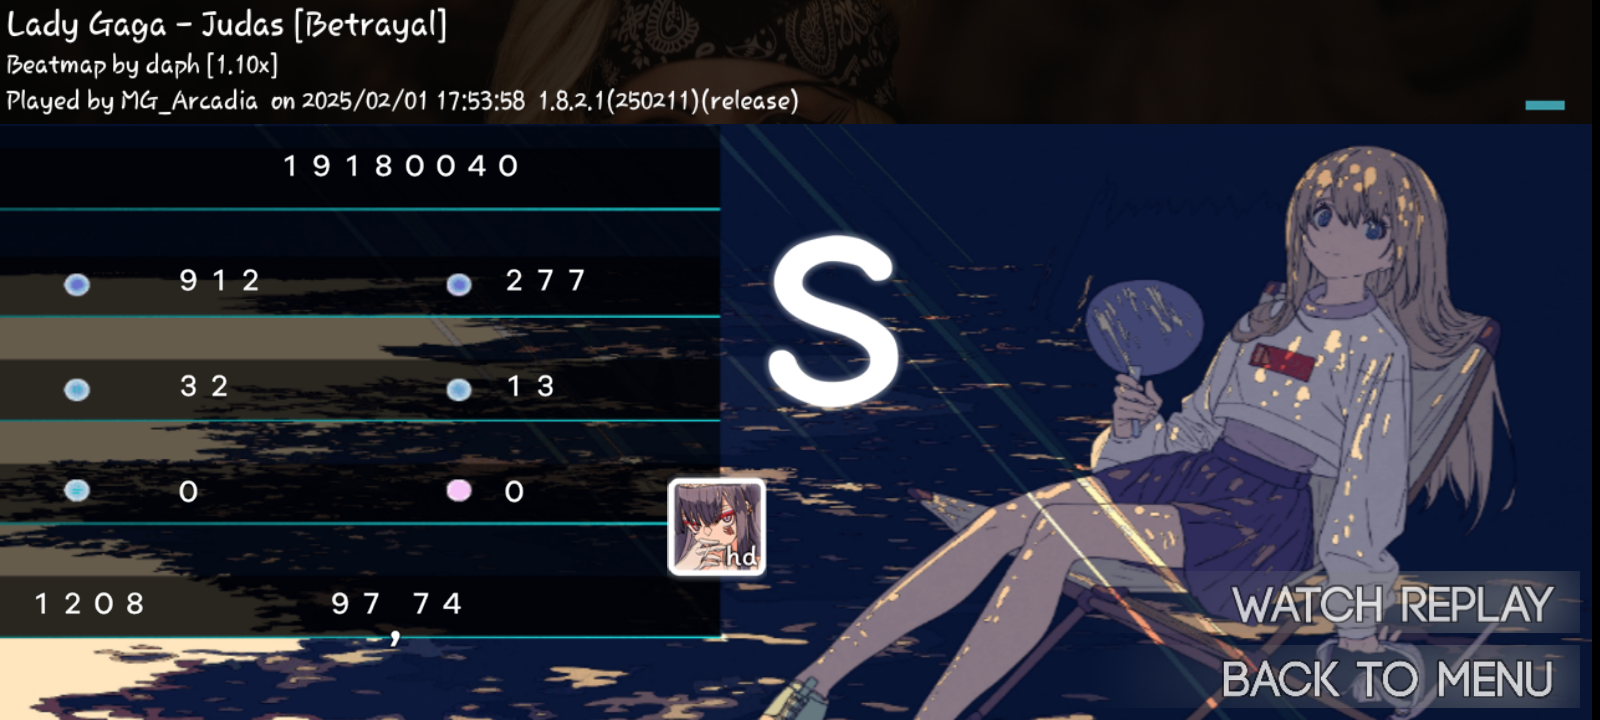 Lady Gaga - Judas [Betrayal]
Beatmap by daph [1.10x]
Played by MG_Arcadia on 2025/02/01 17:53:58 1.8.2.1(250211)(release)
19180040
912 277
32 13
0 0
S
hd
1208 97,74
WATCH REPLAY
BACK TO MENU